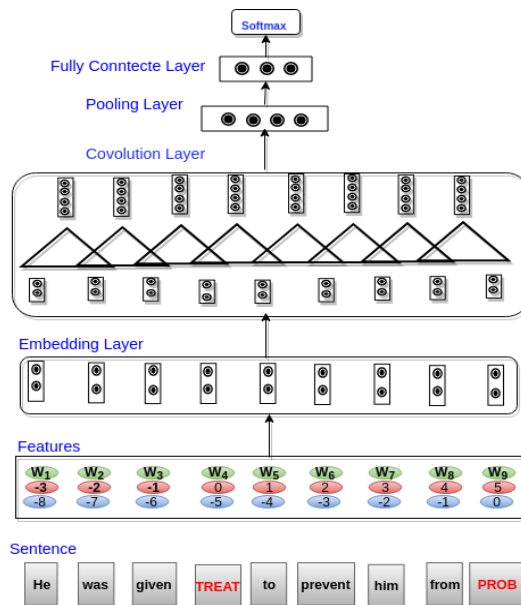 Softmax
Fully Conntecte Layer
Pooling Layer
Covolution Layer
Embedding Layer
Features
W1 W2 W3 W4 W5 W6 W7 W8 W9
-3 -2 -1 0 1 2 3 4 5
-8 -7 -6 -5 -4 -3 -2 -1 0
Sentence
He was given TREAT to prevent him from PROB